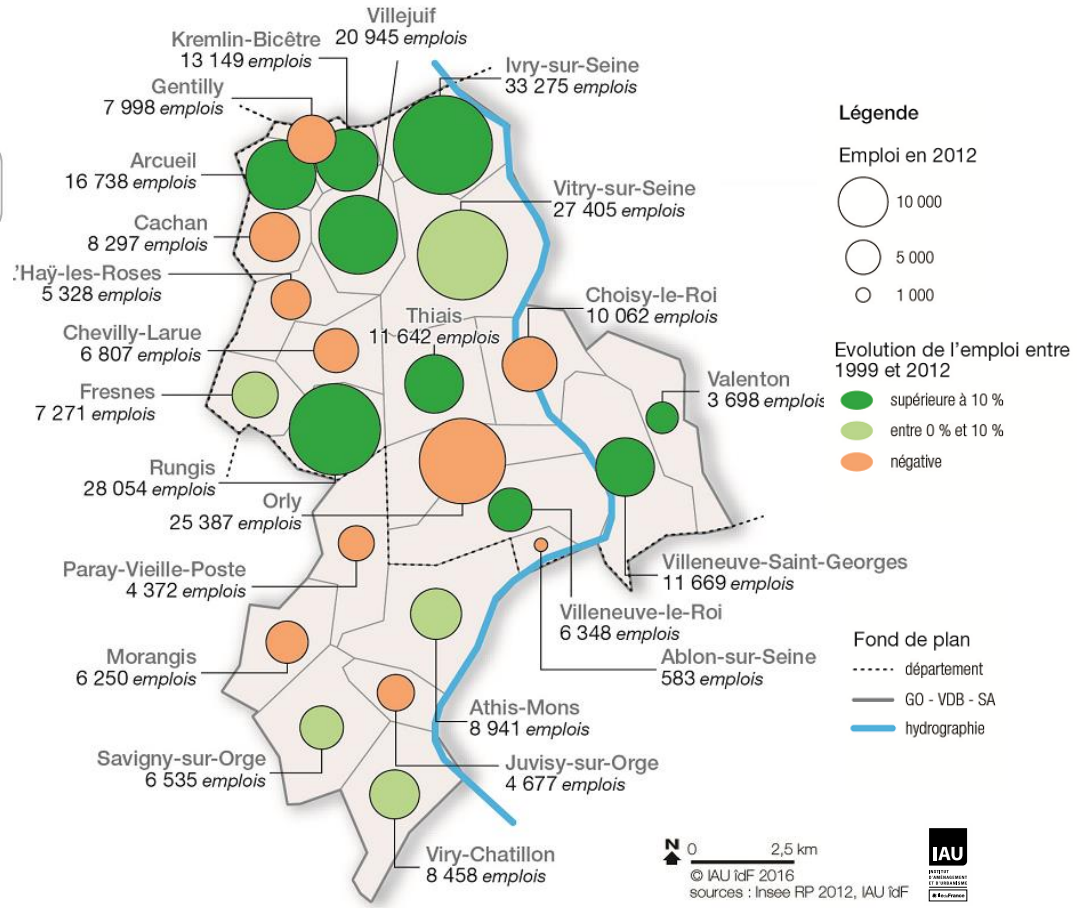 Villejuif
20 945 emplois
Kremlin-Bicêtre
13 149 emplois
Ivry-sur-Seine
33 275 emplois
Gentilly
7 998 emplois
Arcueil
16 738 emplois
Vitry-sur-Seine
27 405 emplois
Cachan
8 297 emplois
'Haÿ-les-Roses
5 328 emplois
Choisy-le-Roi
10 062 emplois
Thiais
11 642 emplois
Chevilly-Larue
6 807 emplois
Fresnes
7 271 emplois
Valenton
3 698 emplois
Rungis
28 054 emplois
Orly
25 387 emplois
Paray-Vieille-Poste
4 372 emplois
Villeneuve-Saint-Georges
11 669 emplois
Villeneuve-le-Roi
6 348 emplois
Ablon-sur-Seine
583 emplois
Morangis
6 250 emplois
Athis-Mons
8 941 emplois
Savigny-sur-Orge
6 535 emplois
Juvisy-sur-Orge
4 677 emplois
Viry-Chatillon
8 458 emplois
Légende
Emploi en 2012
10 000
5 000
1 000
Evolution de l'emploi entre
1999 et 2012
supérieure à 10 %
entre 0 % et 10 %
négative
Fond de plan
département
GO - VDB - SA
hydrographie
N 0 2,5 km
© IAU îdF 2016
sources : Insee RP 2012, IAU îdF
IAU
INSTITUT
D'AMÉNAGEMENT
ET D'URBANISME
îledeFrance